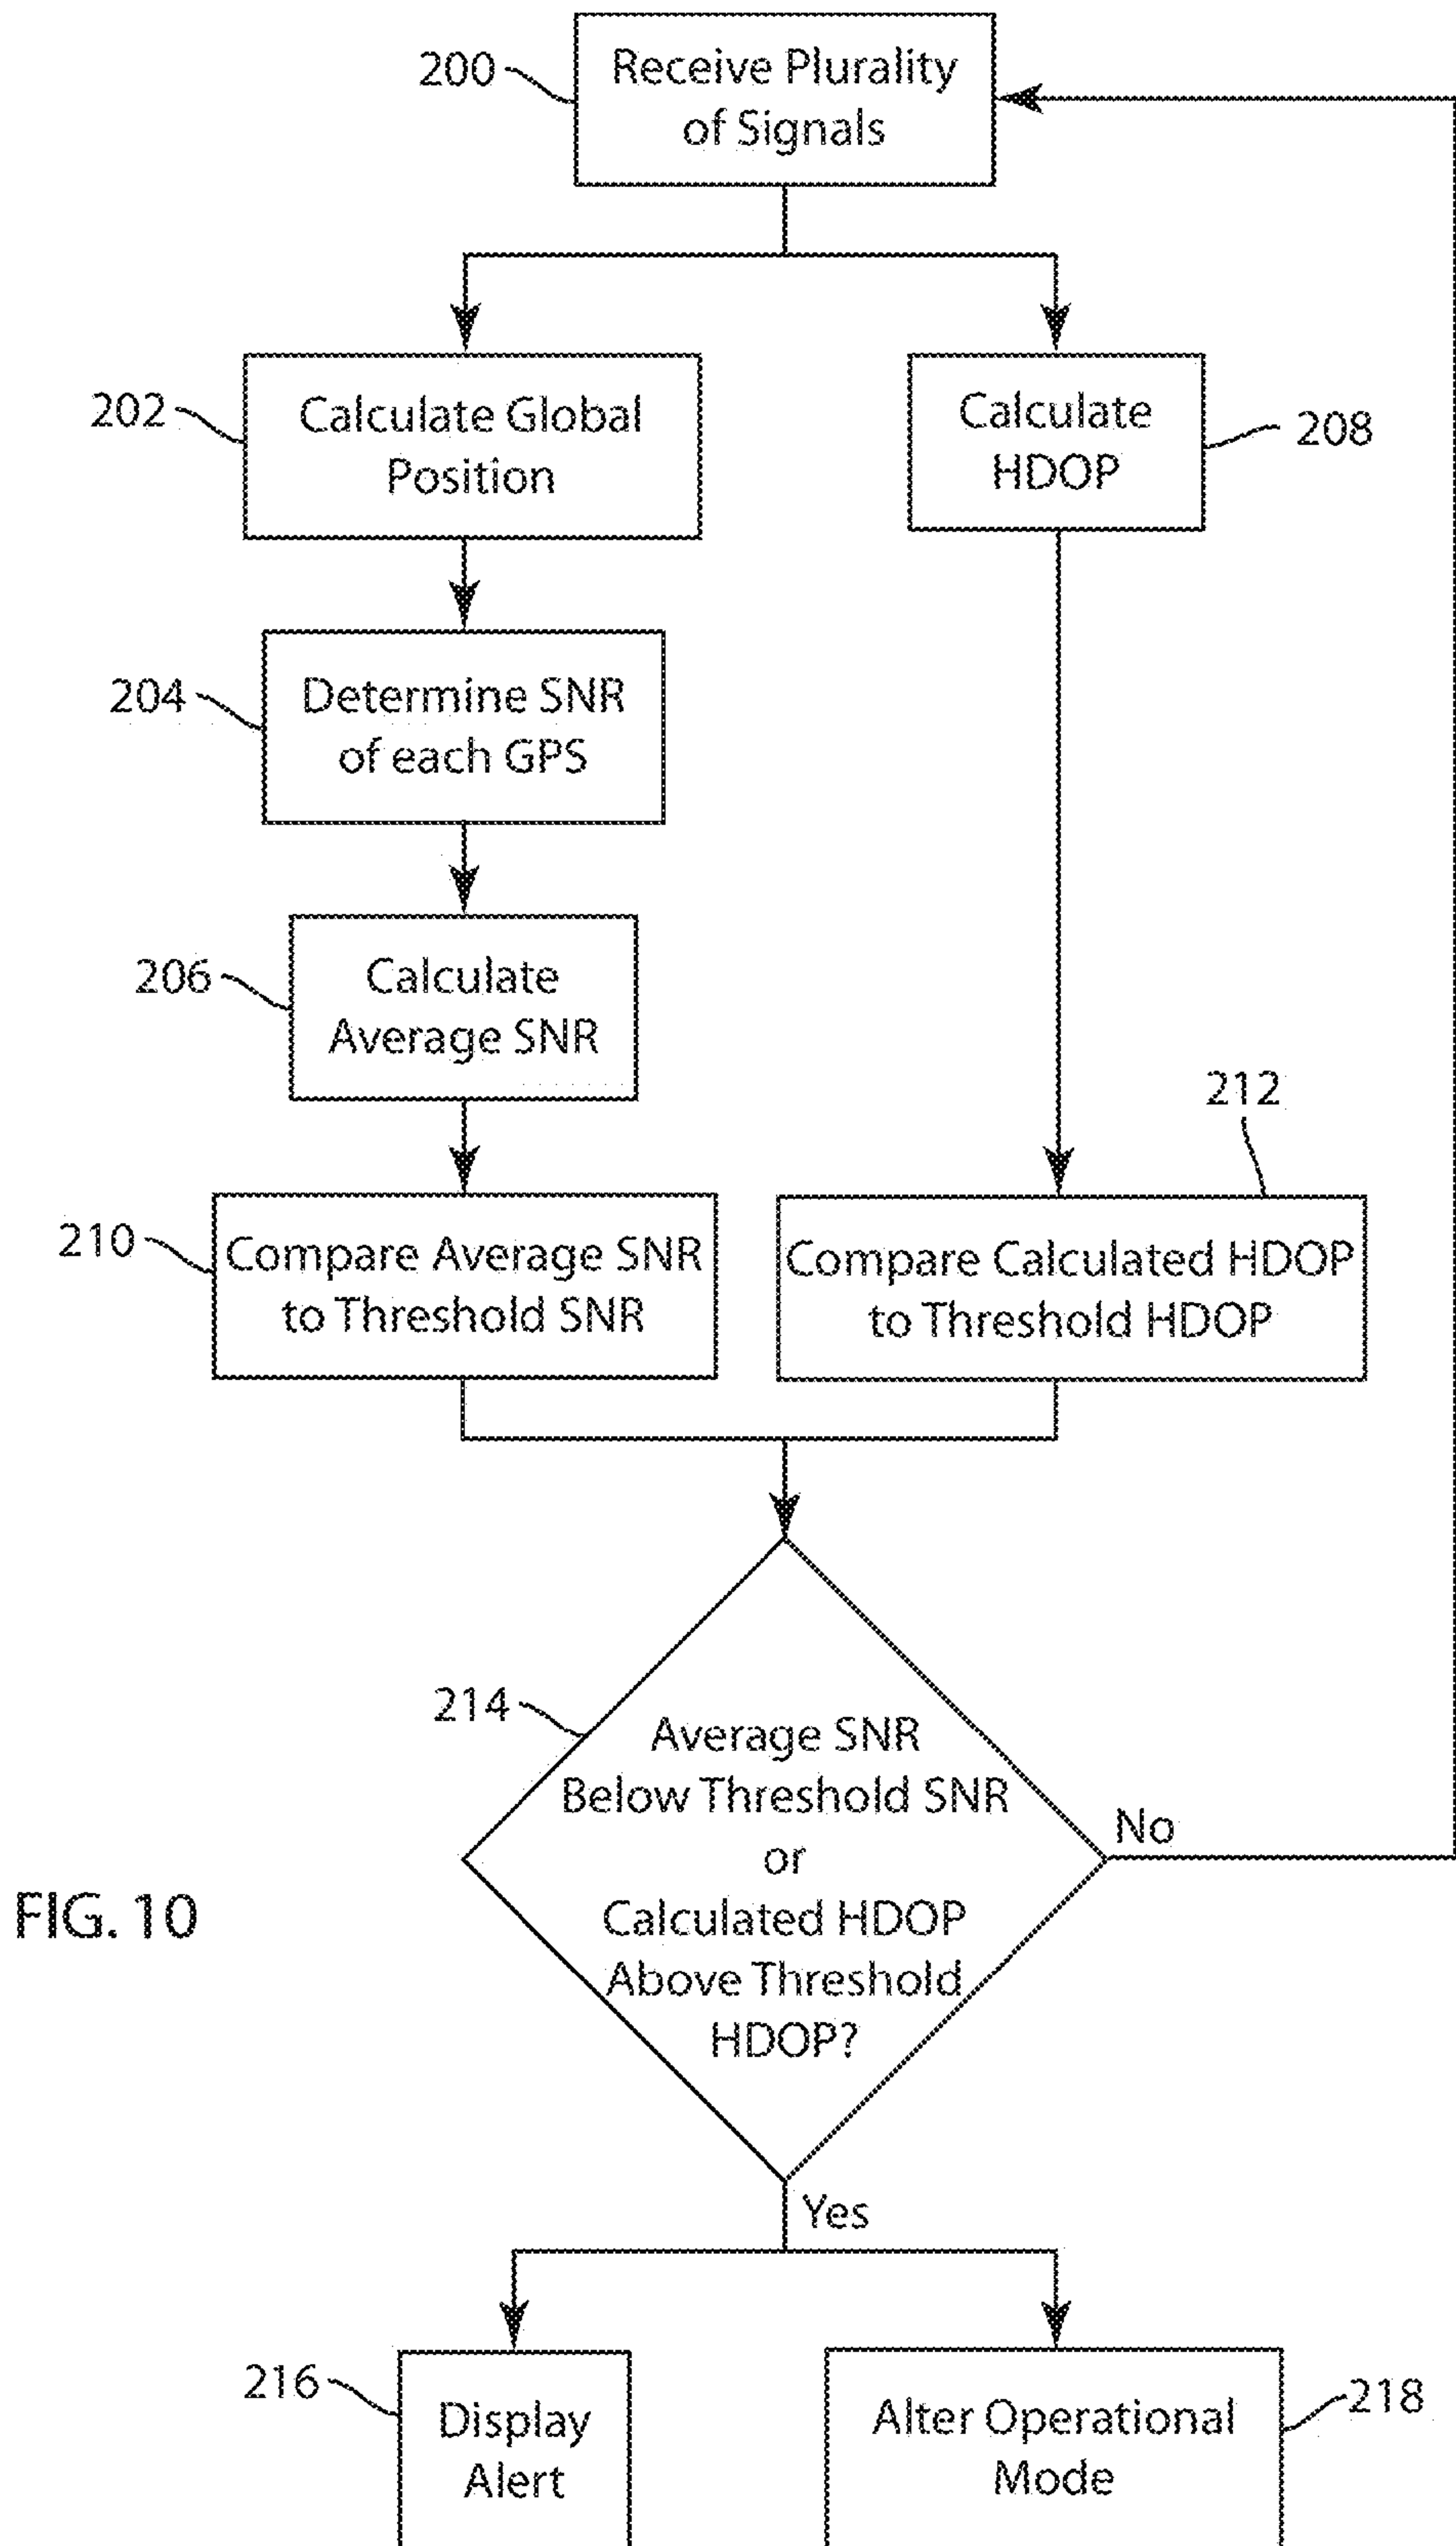 200
Receive Plurality
of Signals
202
Calculate Global
Position
Calculate
HDOP
208
204
Determine SNR
of each GPS
206
Calculate
Average SNR
212
210
Compare Average SNR
to Threshold SNR
Compare Calculated HDOP
to Threshold HDOP
214
Average SNR
Below Threshold SNR
or
Calculated HDOP
Above Threshold
HDOP?
No
FIG. 10
Yes
216
Display
Alert
Alter Operational
Mode
218